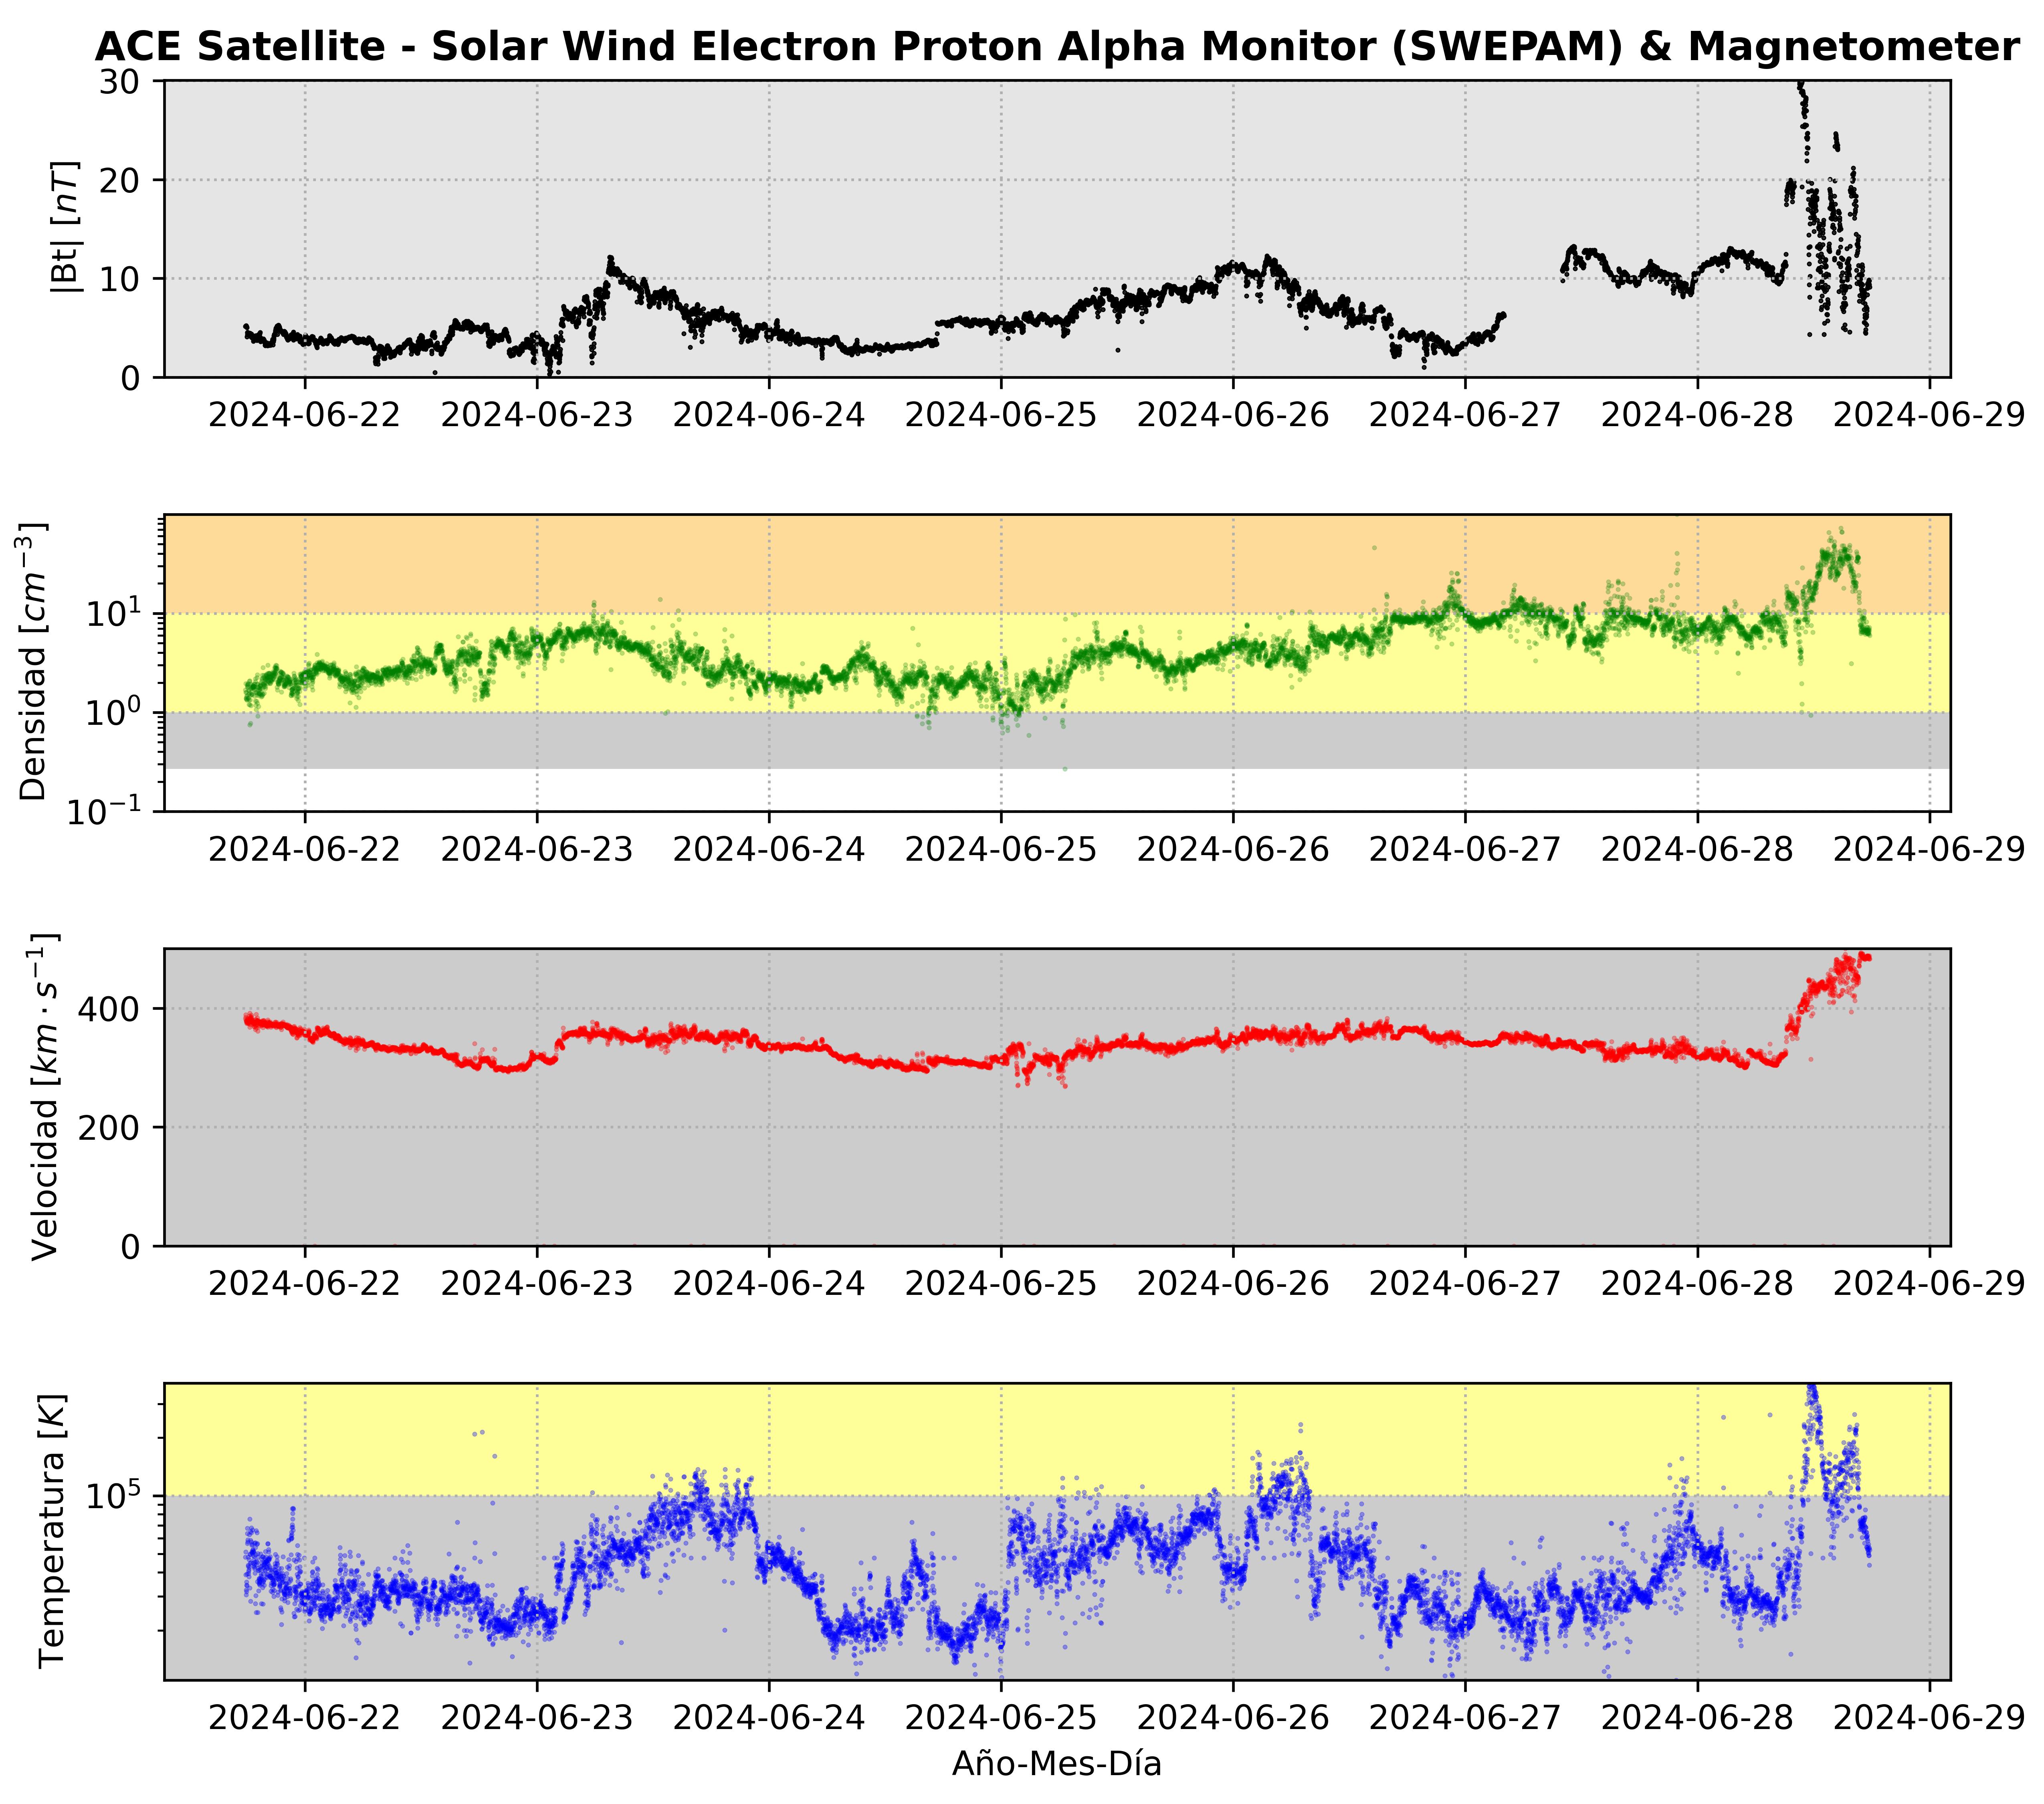 ACE Satellite - Solar Wind Electron Proton Alpha Monitor (SWEPAM) & Magnetometer
|Bt| [nT]
30
20
10
0
2024-06-22 2024-06-23 2024-06-24 2024-06-25 2024-06-26 2024-06-27 2024-06-28 2024-06-29
Densidad [cm⁻³]
10¹
10⁰
10⁻¹
2024-06-22 2024-06-23 2024-06-24 2024-06-25 2024-06-26 2024-06-27 2024-06-28 2024-06-29
Velocidad [km · s⁻¹]
400
200
0
2024-06-22 2024-06-23 2024-06-24 2024-06-25 2024-06-26 2024-06-27 2024-06-28 2024-06-29
Temperatura [K]
10⁵
2024-06-22 2024-06-23 2024-06-24 2024-06-25 2024-06-26 2024-06-27 2024-06-28 2024-06-29
Año-Mes-Día